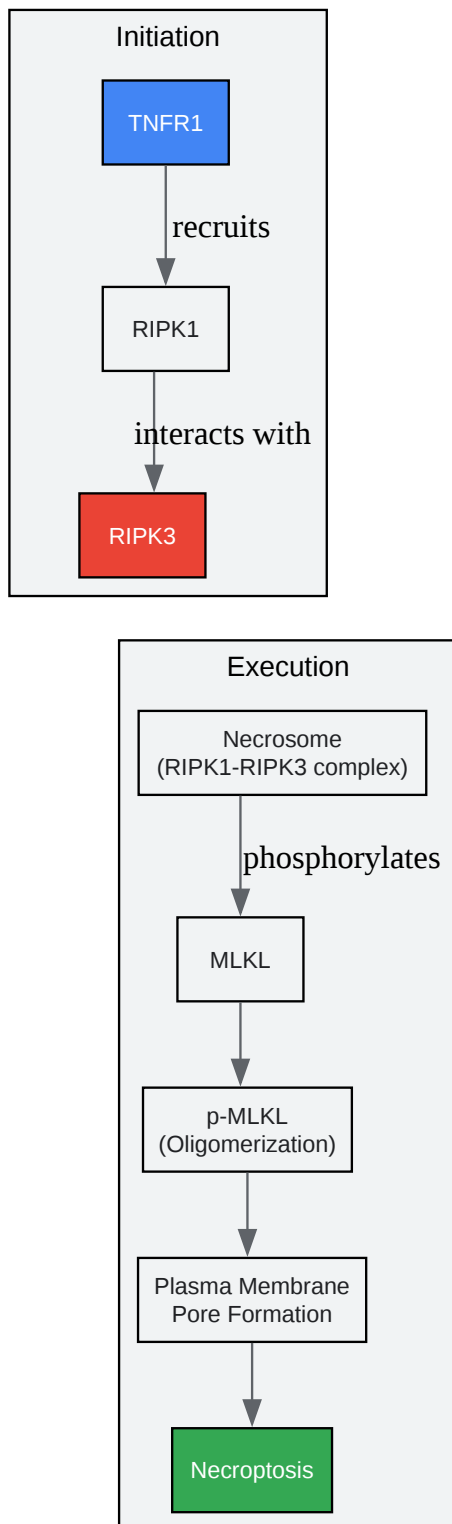 Initiation
TNFR1
recruits
RIPK1
interacts with
RIPK3
Execution
Necrosome
(RIPK1-RIPK3 complex)
phosphorylates
MLKL
p-MLKL
(Oligomerization)
Plasma Membrane
Pore Formation
Necroptosis